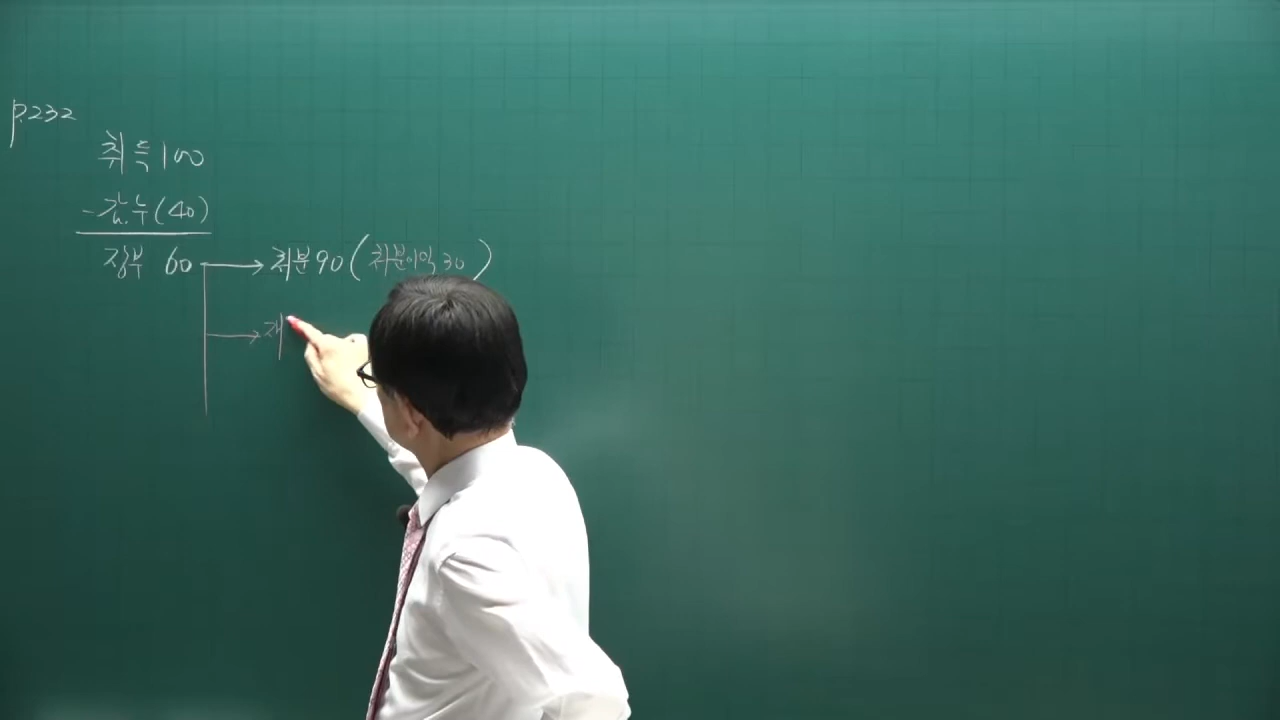 p.232
취득 100
-감.누(40)
장부 60 → 처분 90 (처분이익 30)
→ 재